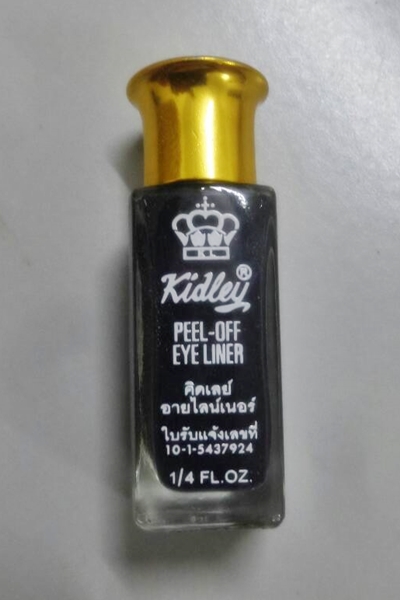 KL
Kidley®
PEEL-OFF
EYE LINER
คิดเลย์
อายไลน์เนอร์
ใบรับแจ้งเลขที่
10-1-5437924
1/4 FL.OZ.